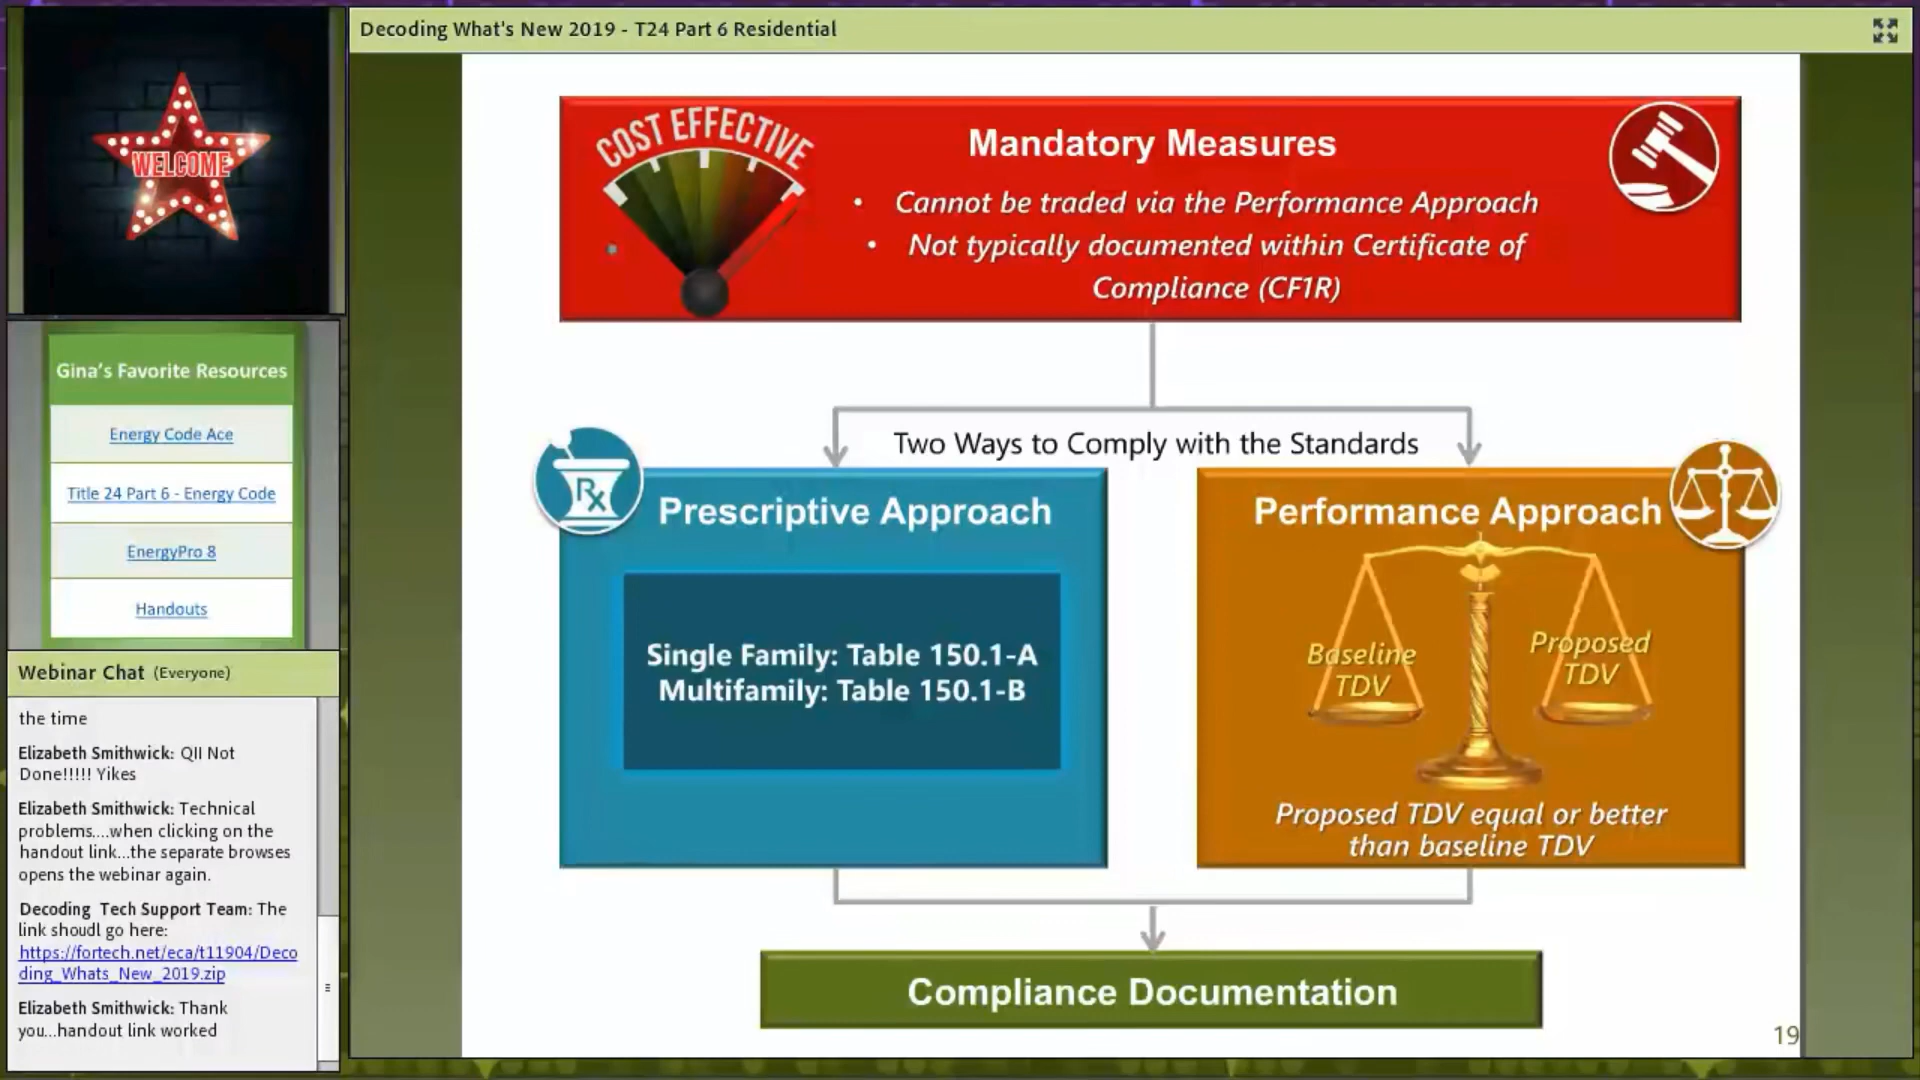 Decoding What's New 2019 - T24 Part 6 Residential
WELCOME
Gina's Favorite Resources
Energy Code Ace
Title 24 Part 6 - Energy Code
EnergyPro 8
Handouts
Webinar Chat (Everyone)
the time
Elizabeth Smithwick: QII Not
Done!!!!! Yikes
Elizabeth Smithwick: Technical
problems....when clicking on the
handout link...the separate browses
opens the webinar again.
Decoding Tech Support Team: The
link shoudl go here:
https://fortech.net/eca/t11904/Deco
ding_Whats_New_2019.zip
Elizabeth Smithwick: Thank
you...handout link worked
COST EFFECTIVE
Mandatory Measures
• Cannot be traded via the Performance Approach
• Not typically documented within Certificate of
Compliance (CF1R)
Two Ways to Comply with the Standards
Rx
Prescriptive Approach
Single Family: Table 150.1-A
Multifamily: Table 150.1-B
Performance Approach
Baseline
TDV
Proposed
TDV
Proposed TDV equal or better
than baseline TDV
Compliance Documentation
19